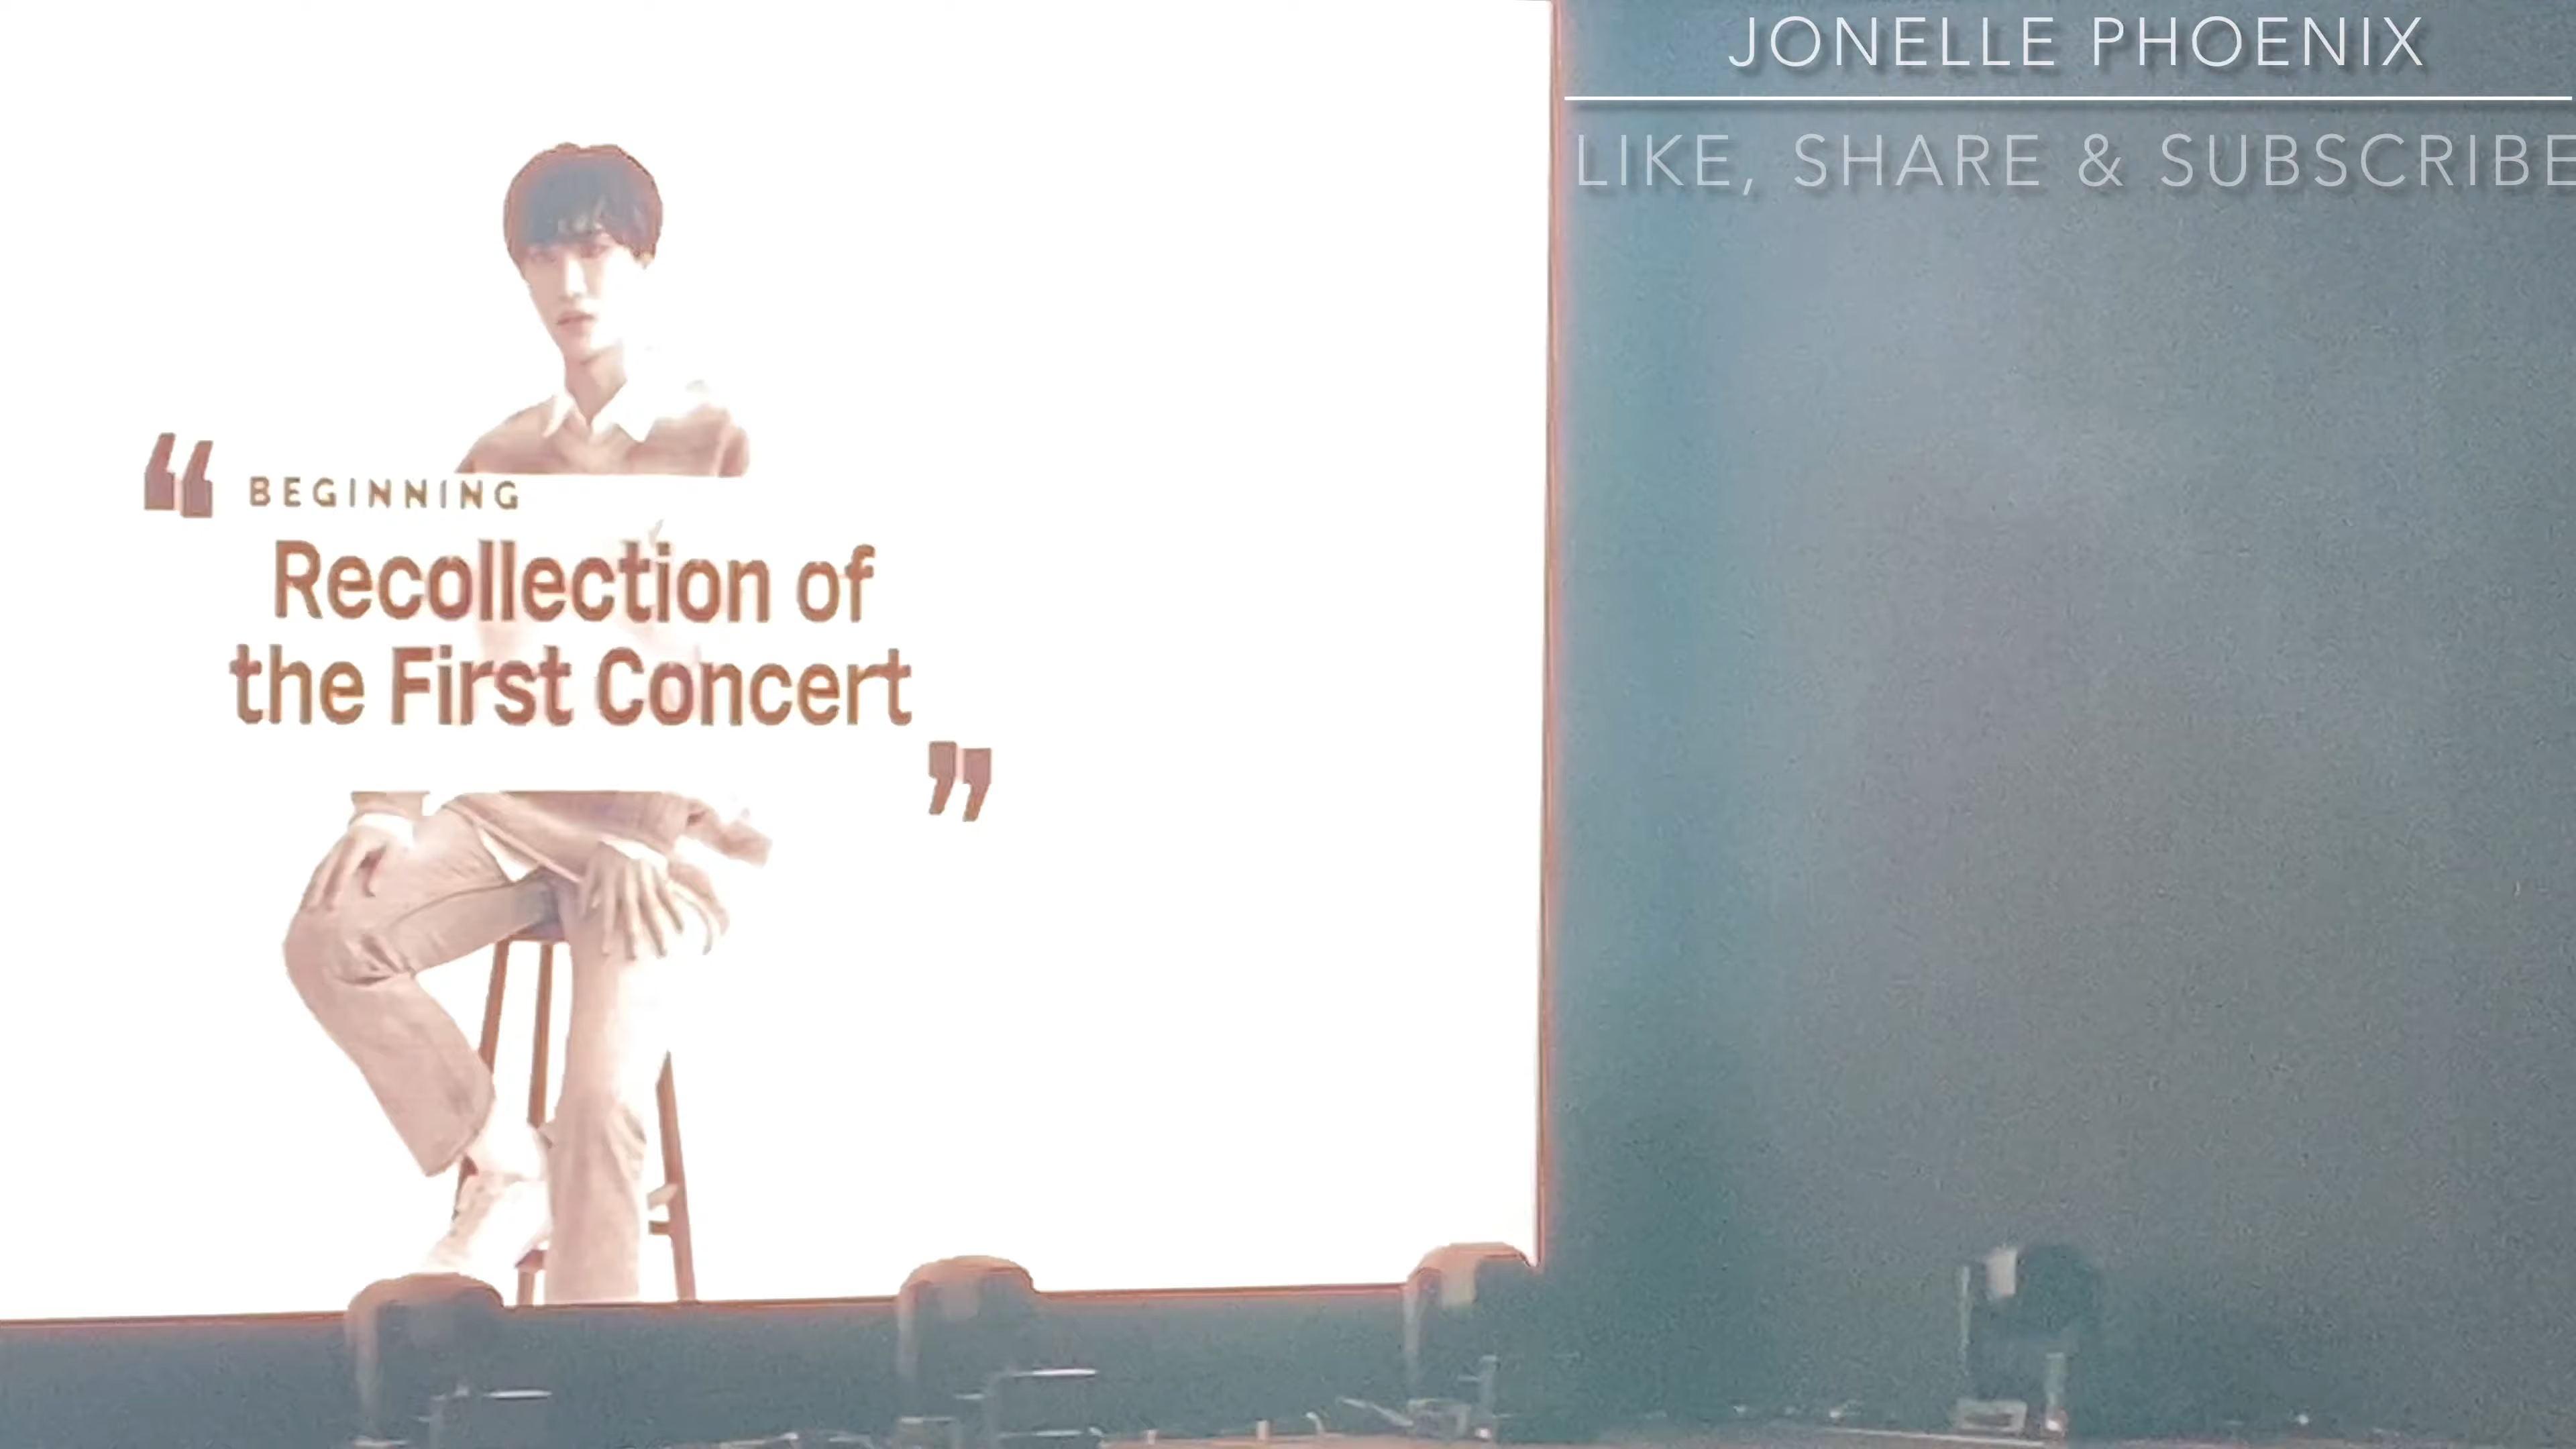 JONELLE PHOENIX
LIKE, SHARE & SUBSCRIBE
“ BEGINNING
Recollection of
the First Concert
”